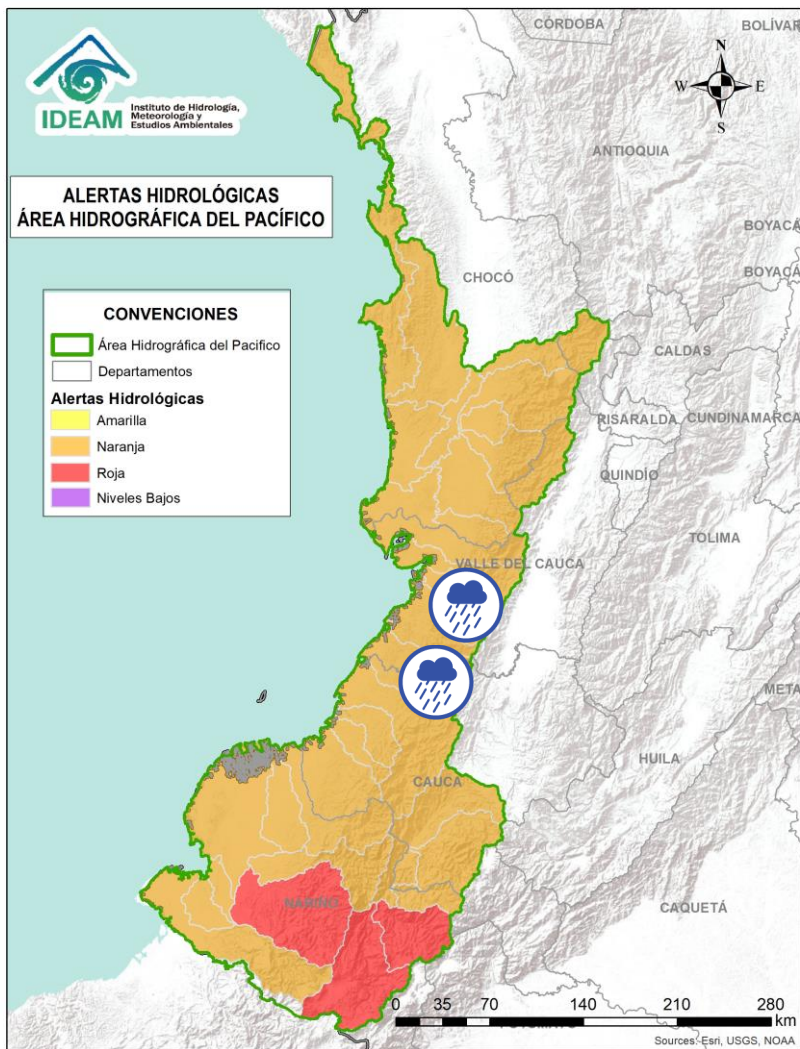 CÓRDOBA
BOLÍVAR
N
W
E
S
IDEAM
Instituto de Hidrología,
Meteorología y
Estudios Ambientales
ANTIOQUIA
ALERTAS HIDROLÓGICAS
ÁREA HIDROGRÁFICA DEL PACÍFICO
BOYACÁ
BOYACÁ
CHOCÓ
CONVENCIONES
Área Hidrográfica del Pacifico
Departamentos
Alertas Hidrológicas
Amarilla
Naranja
Roja
Niveles Bajos
CALDAS
RISARALDA
CUNDINAMARCA
QUINDÍO
TOLIMA
VALLE DEL CAUCA
META
HUILA
CAUCA
NARIÑO
CAQUETÁ
0 35 70 140 210 280
km
Sources: Esri, USGS, NOAA